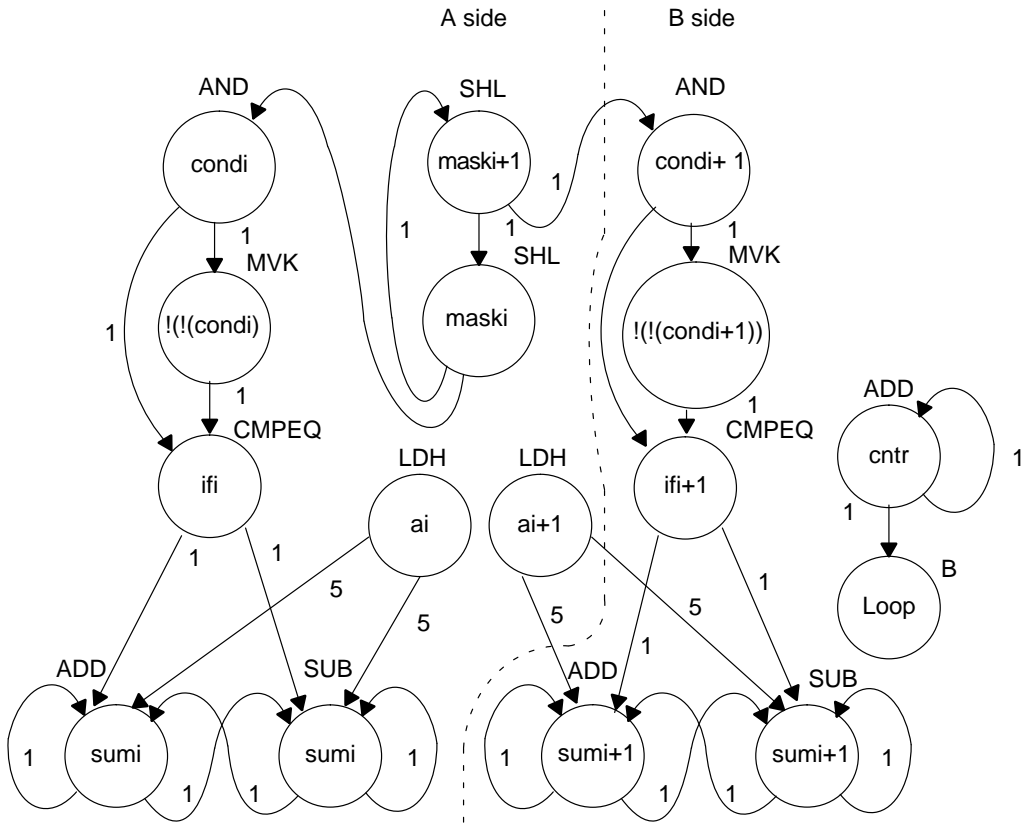 A side
B side
AND
SHL
AND
condi
maski+1
condi+ 1
1
1
1
1
1
MVK
SHL
MVK
1
!(!(condi)
maski
!(!(condi+1))
1
1
CMPEQ
CMPEQ
ADD
LDH
LDH
cntr
1
ifi
ai
ai+1
ifi+1
1
1
1
B
5
5
5
5
1
1
Loop
ADD
SUB
ADD
SUB
1
sumi
sumi
1
1
sumi+1
sumi+1
1
1
1
1
1